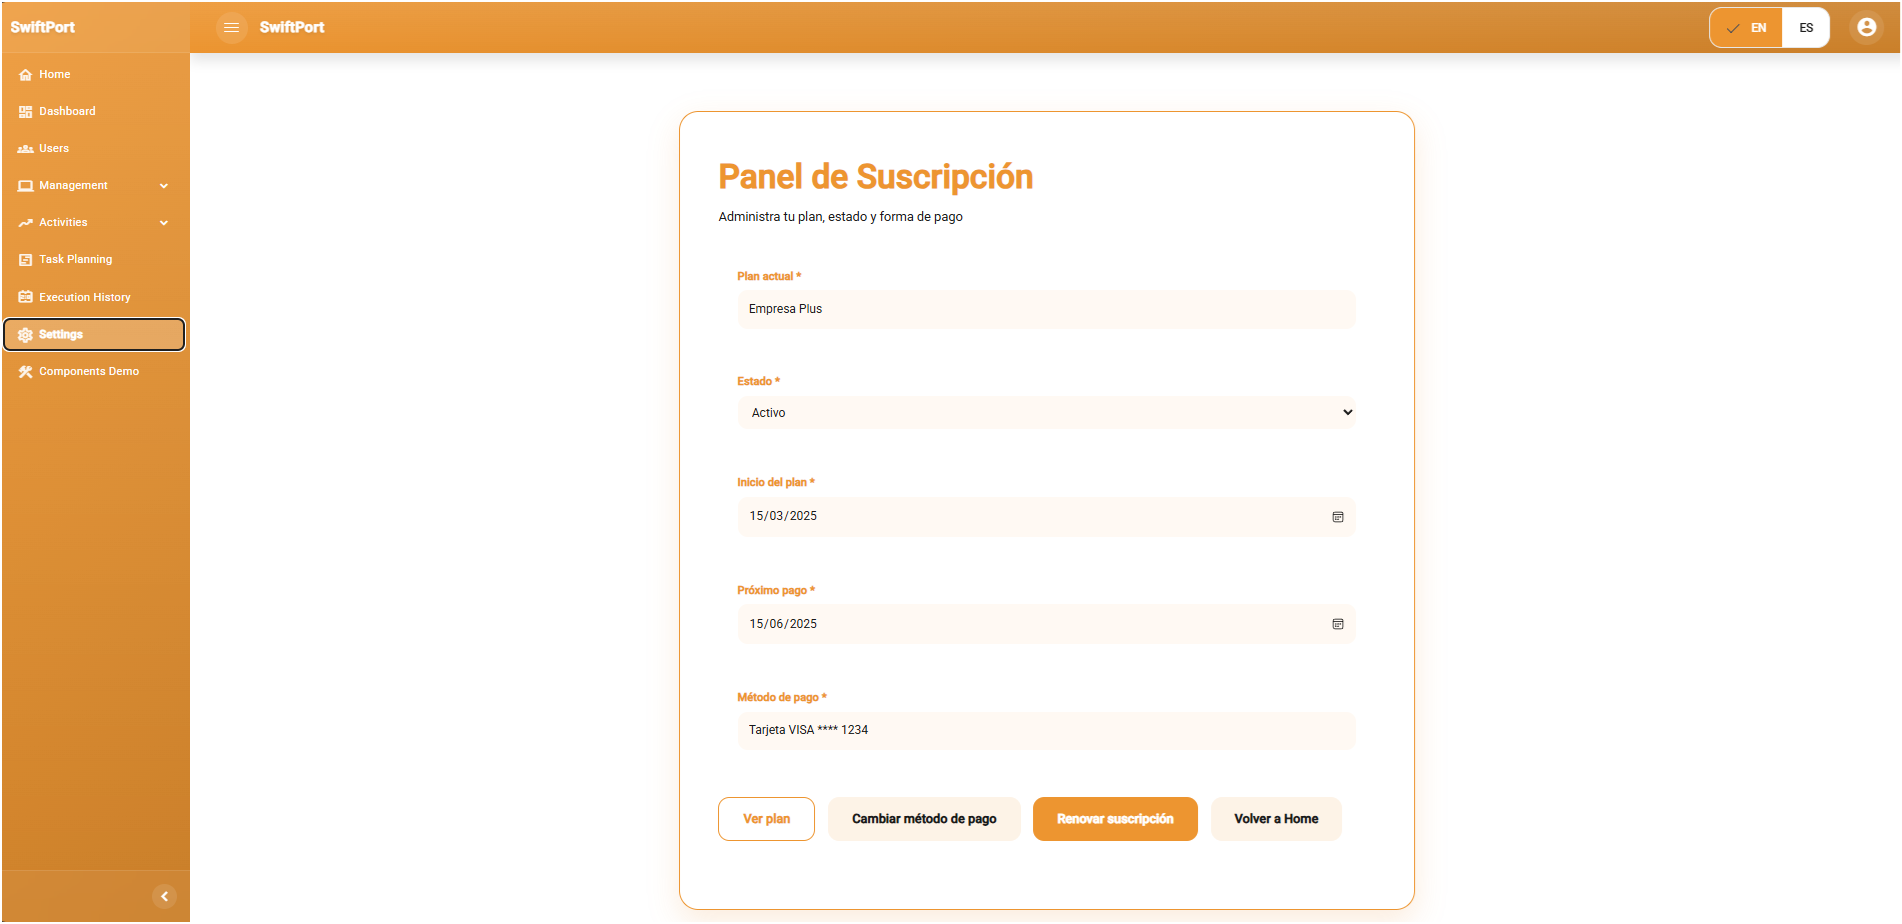 SwiftPort
SwiftPort
EN
ES
Home
Dashboard
Users
Management
Activities
Task Planning
Execution History
Settings
Components Demo
Panel de Suscripción
Administra tu plan, estado y forma de pago
Plan actual *
Empresa Plus
Estado *
Activo
Inicio del plan *
15/03/2025
Próximo pago *
15/06/2025
Método de pago *
Tarjeta VISA **** 1234
Ver plan
Cambiar método de pago
Renovar suscripción
Volver a Home